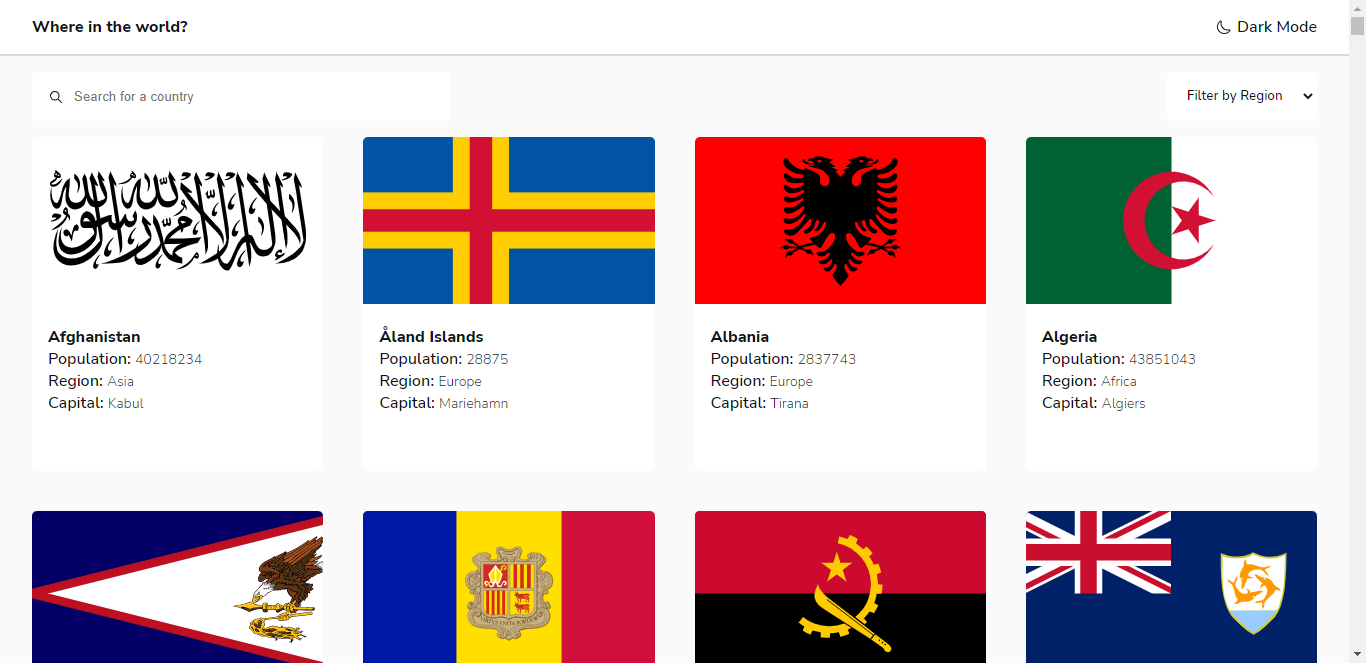 Where in the world?
Dark Mode
Search for a country
Filter by Region
لا إله إلا الله محمد رسول الله
Afghanistan
Population: 40218234
Region: Asia
Capital: Kabul
Åland Islands
Population: 28875
Region: Europe
Capital: Mariehamn
Albania
Population: 2837743
Region: Europe
Capital: Tirana
Algeria
Population: 43851043
Region: Africa
Capital: Algiers